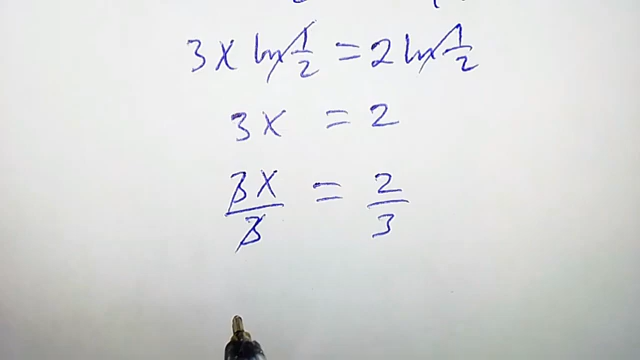 3x ln 1/2 = 2 ln 1/2
3x = 2
3x/3 = 2/3